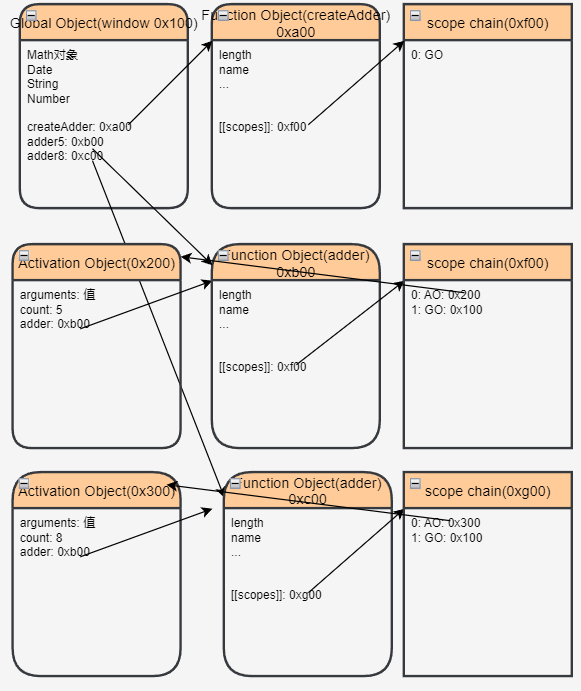 Global Object(window 0x100)
Math对象
Date
String
Number
createAdder: 0xa00
adder5: 0xb00
adder8: 0xc00
Function Object(createAdder)
0xa00
length
name
...
[[scopes]]: 0xf00
scope chain(0xf00)
0: GO
Activation Object(0x200)
arguments: 值
count: 5
adder: 0xb00
Function Object(adder)
0xb00
length
name
...
[[scopes]]: 0xf00
scope chain(0xf00)
0: AO: 0x200
1: GO: 0x100
Activation Object(0x300)
arguments: 值
count: 8
adder: 0xb00
Function Object(adder)
0xc00
length
name
...
[[scopes]]: 0xg00
scope chain(0xg00)
0: AO: 0x300
1: GO: 0x100